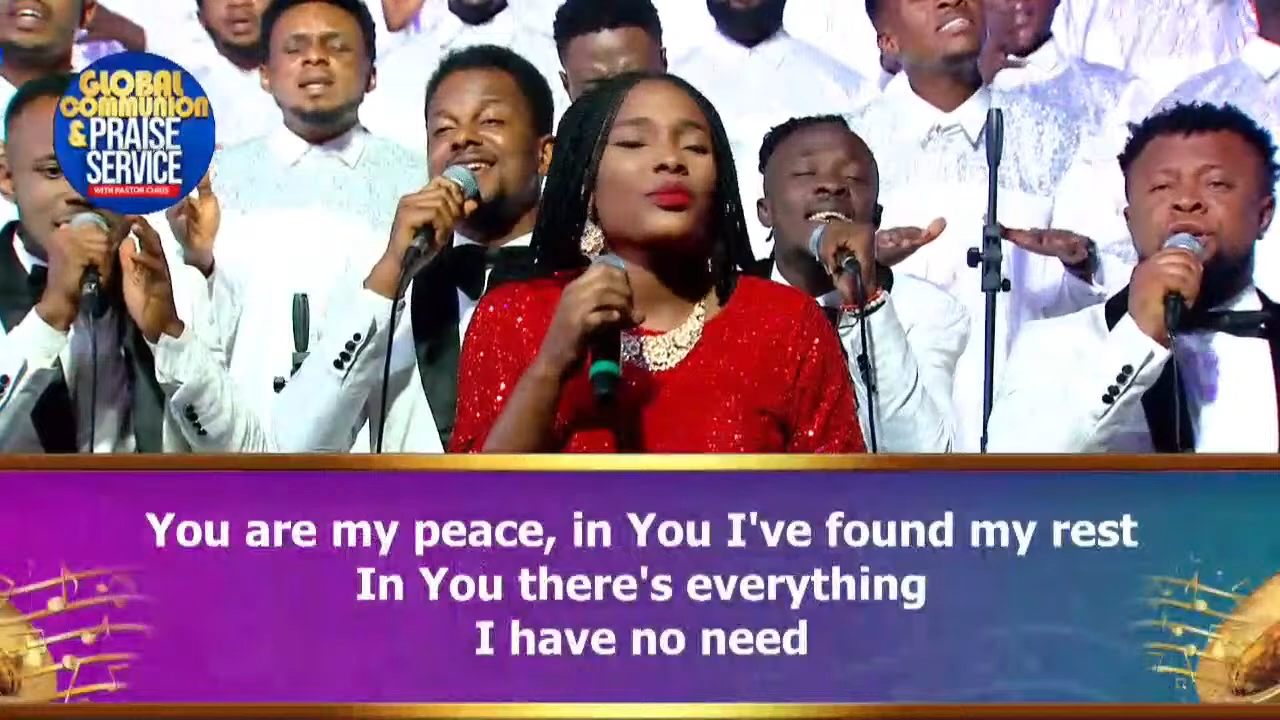 GLOBAL
COMMUNION
& PRAISE
SERVICE
WITH PASTOR CHRIS
You are my peace, in You I've found my rest
In You there's everything
I have no need